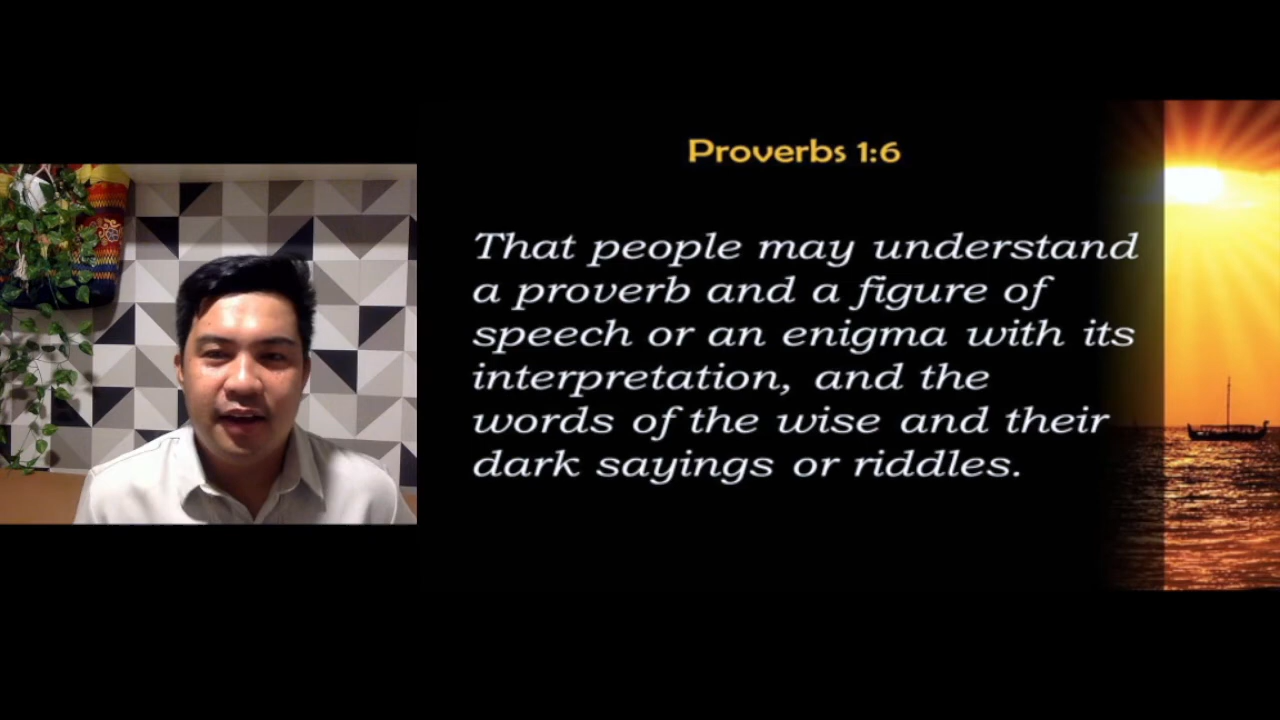 Proverbs 1:6
That people may understand
a proverb and a figure of
speech or an enigma with its
interpretation, and the
words of the wise and their
dark sayings or riddles.